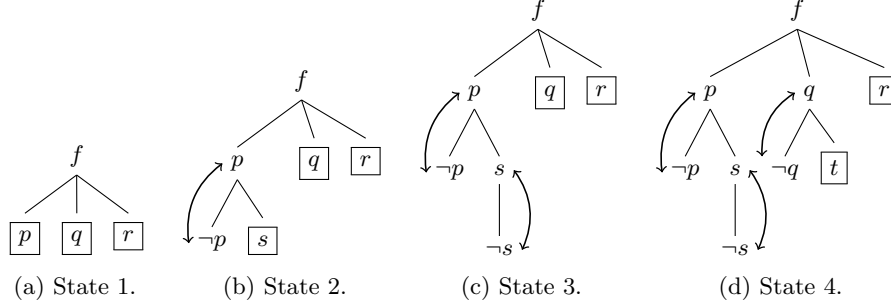 f
f
f
f
p q r
p q r
p q r
p q r
¬p s
¬p s
¬p s ¬q t
¬s
¬s
(a) State 1. (b) State 2. (c) State 3. (d) State 4.